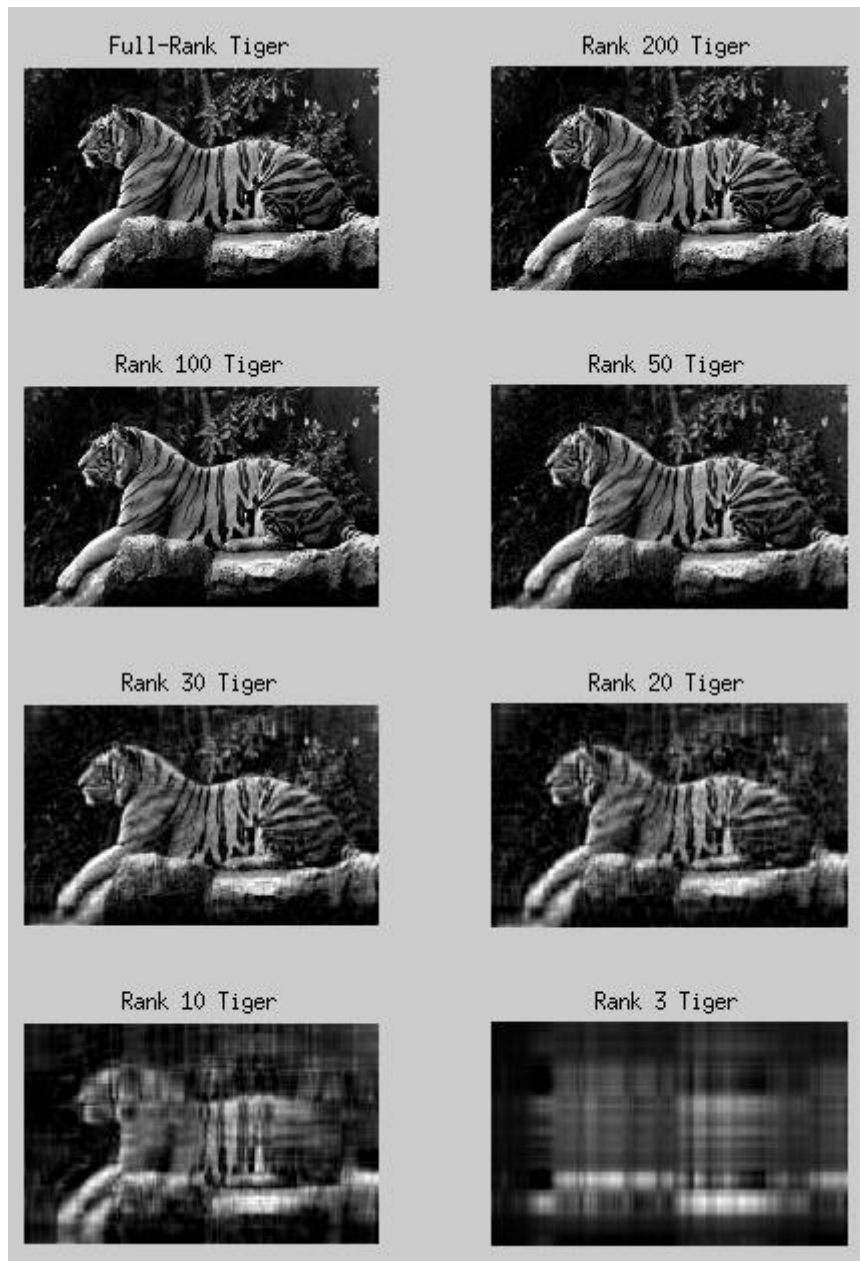 Full-Rank Tiger
Rank 200 Tiger
Rank 100 Tiger
Rank 50 Tiger
Rank 30 Tiger
Rank 20 Tiger
Rank 10 Tiger
Rank 3 Tiger